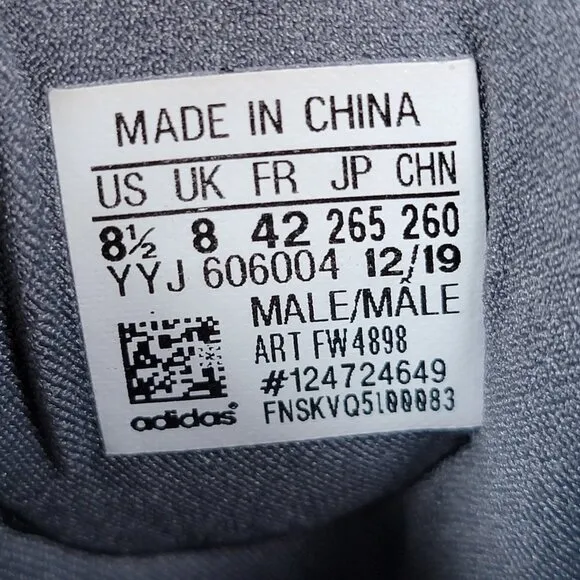 MADE IN CHINA
US UK FR JP CHN
8½ 8 42 265 260
YYJ 606004 12/19
MALE/MÂLE
ART FW4898
#124724649
adidas® FNSKVQ5L00083